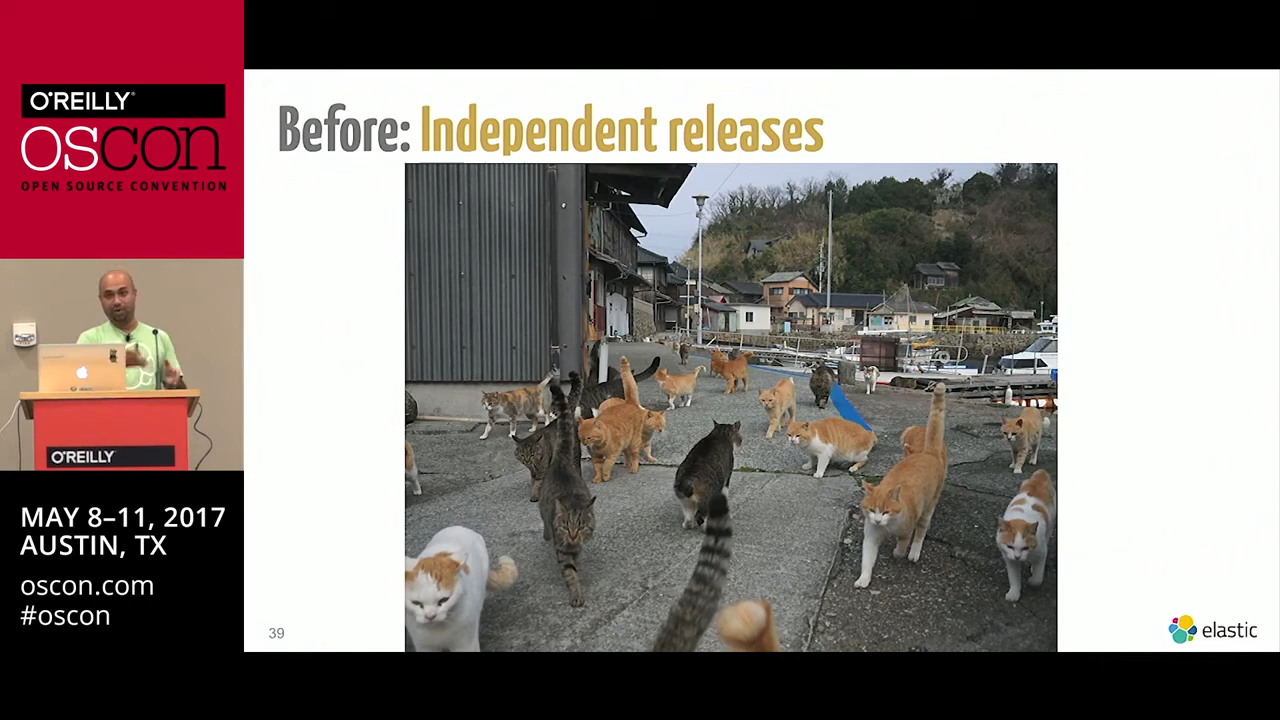 O'REILLY®
OSCON
OPEN SOURCE CONVENTION
Before: Independent releases
O'REILLY
MAY 8–11, 2017
AUSTIN, TX
oscon.com
#oscon
39
elastic